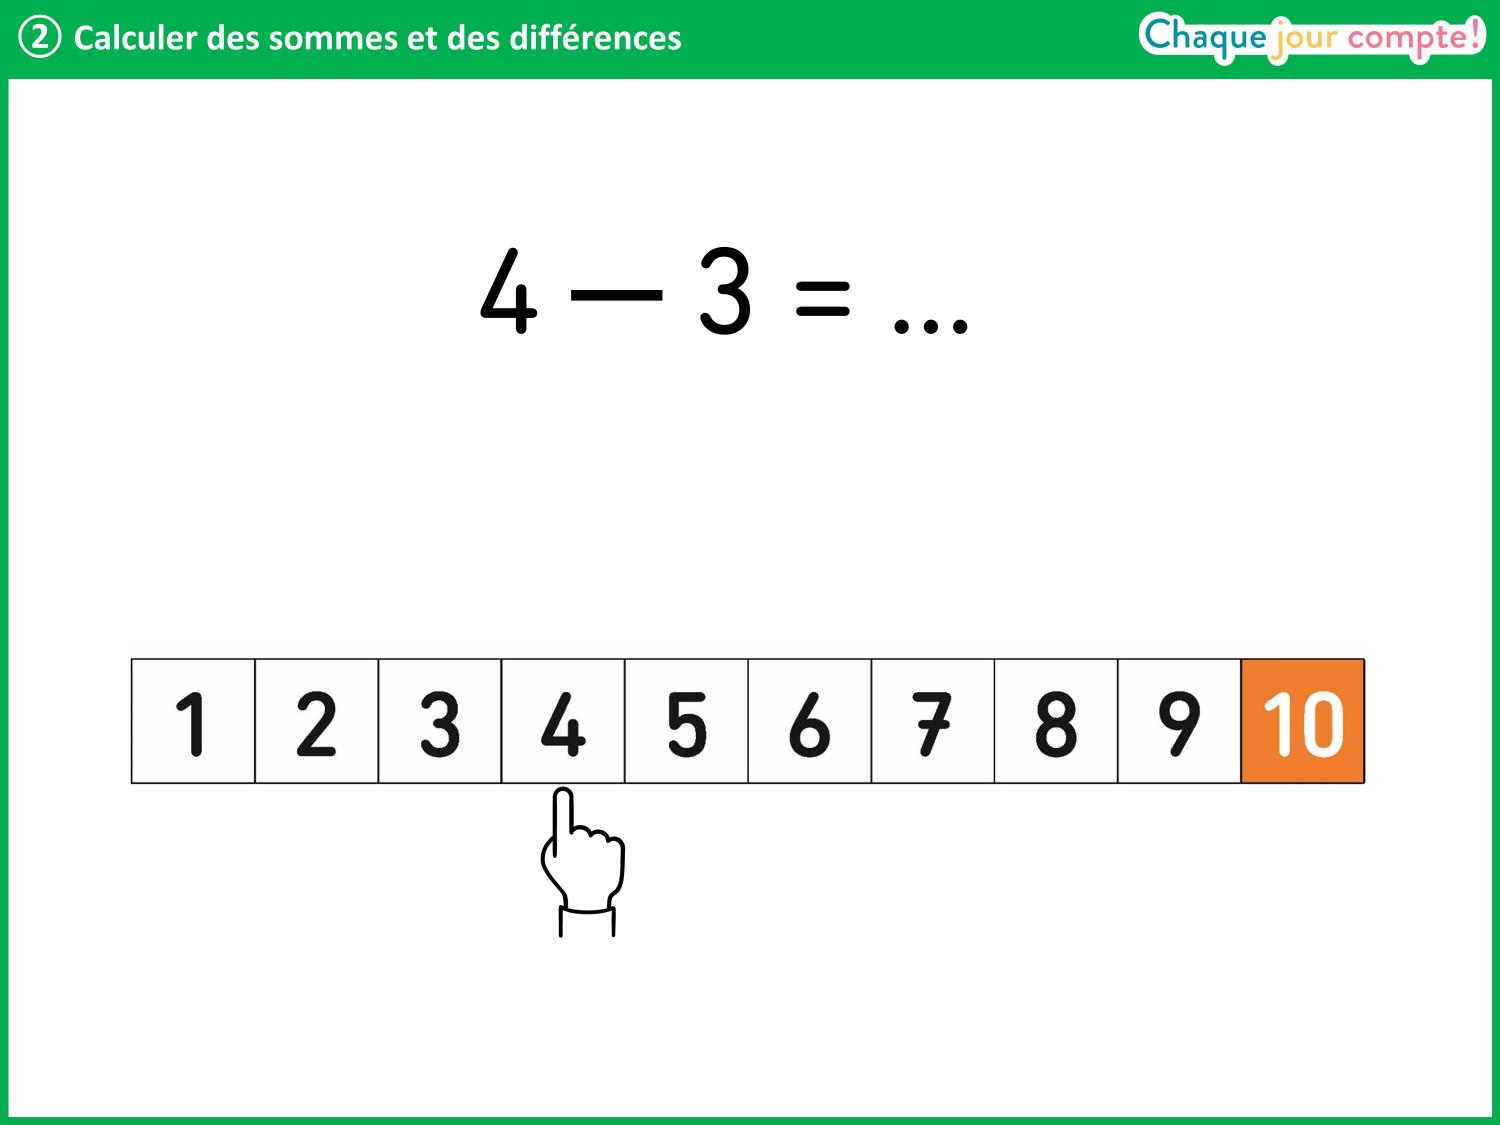 ② Calculer des sommes et des différences
Chaque jour compte!
4 — 3 = ...
1 2 3 4 5 6 7 8 9 10